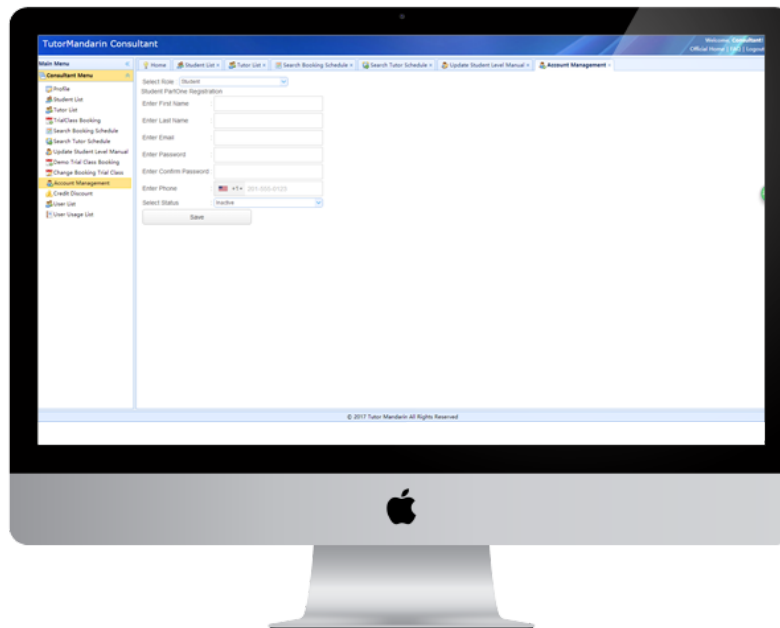 TutorMandarin Consultant
Welcome, Consultant!
Official Home | FAQ | Logout
Main Menu
Home Student List Tutor List Search Booking Schedule Search Tutor Schedule Update Student Level Manual Account Management
Consultant Menu
Profile
Student List
Tutor List
TrialClass Booking
Search Booking Schedule
Search Tutor Schedule
Update Student Level Manual
Demo Trial Class Booking
Change Booking Trial Class
Account Management
Credit Discount
User List
User Usage List
Select Role: Student
Student PartOne Registration
Enter First Name
Enter Last Name
Enter Email
Enter Password
Enter Confirm Password:
Enter Phone +1 201-555-0123
Select Status Inactive
Save
© 2017 Tutor Mandarin All Rights Reserved